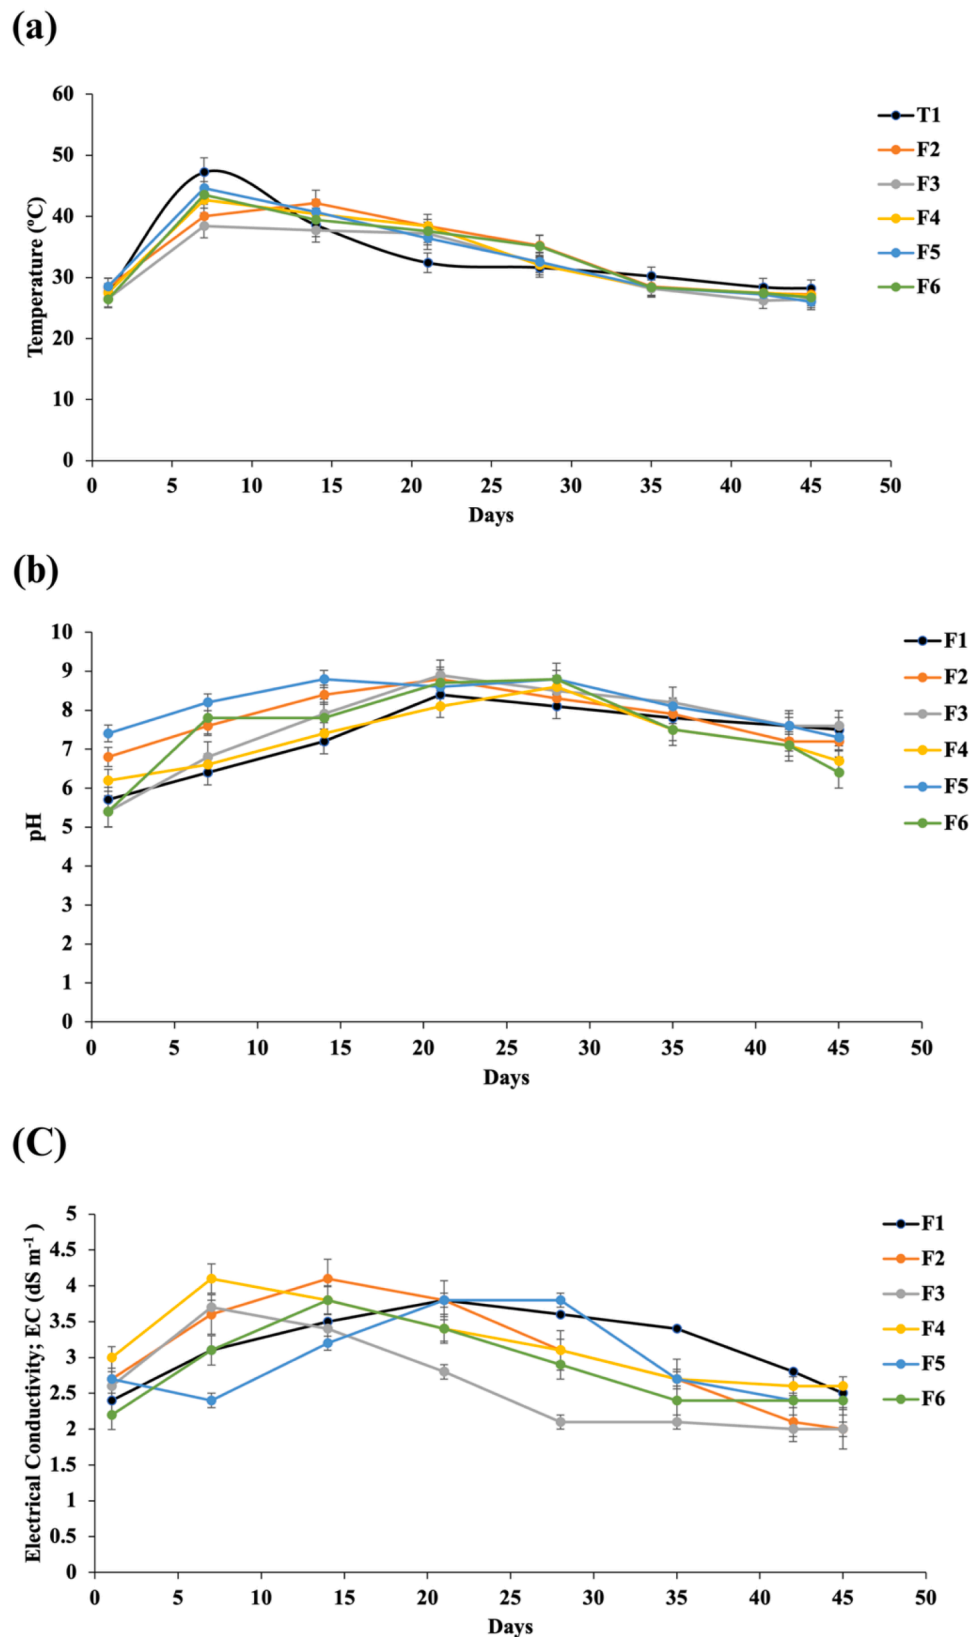 (a)
60
50
40
30
20
10
0
Temperature (ºC)
0 5 10 15 20 25 30 35 40 45 50
Days
T1
F2
F3
F4
F5
F6
(b)
10
9
8
7
6
5
4
3
2
1
0
pH
0 5 10 15 20 25 30 35 40 45 50
Days
F1
F2
F3
F4
F5
F6
(C)
5
4.5
4
3.5
3
2.5
2
1.5
1
0.5
0
Electrical Conductivity; EC (dS m⁻¹ )
0 5 10 15 20 25 30 35 40 45 50
Days
F1
F2
F3
F4
F5
F6